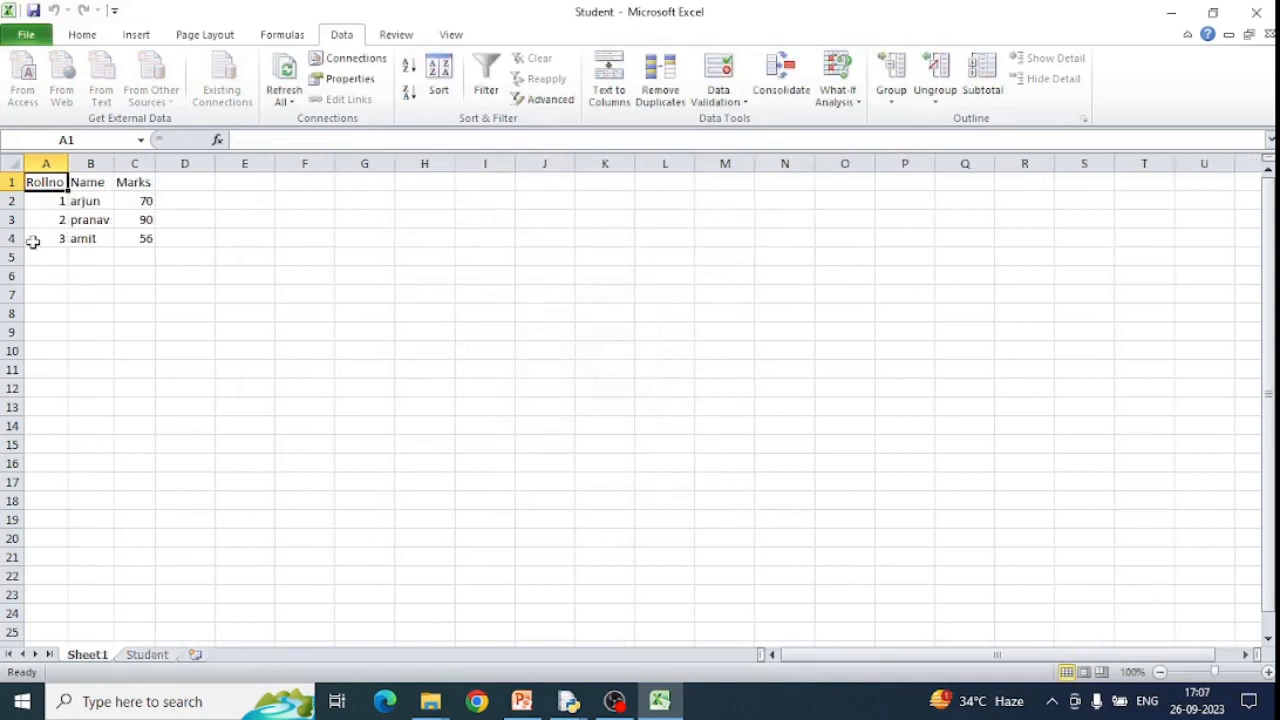 Student - Microsoft Excel
File Home Insert Page Layout Formulas Data Review View
From Access
From Web
From Text
From Other Sources
Existing Connections
Get External Data
Refresh All
Connections
Properties
Edit Links
Connections
Sort
Filter
Clear
Reapply
Advanced
Sort & Filter
Text to Columns
Remove Duplicates
Data Validation
Consolidate
What-If Analysis
Data Tools
Group
Ungroup
Subtotal
Show Detail
Hide Detail
Outline
A1 fx
A B C D E F G H I J K L M N O P Q R S T U
1 Rollno Name Marks
2 1 arjun 70
3 2 pranav 90
4 3 amit 56
5
6
7
8
9
10
11
12
13
14
15
16
17
18
19
20
21
22
23
24
25
Sheet1 Student
Ready 100%
Type here to search 34°C Haze ENG 17:07
26-09-2023